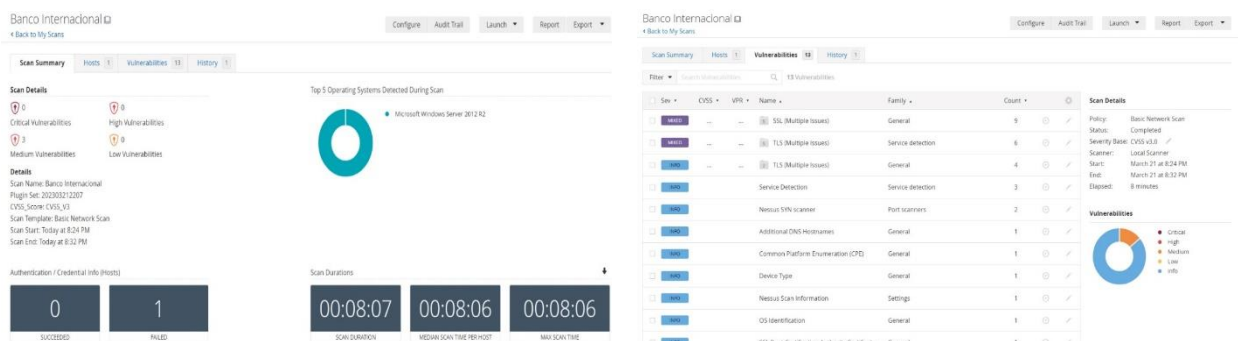 Banco Internacional
Back to My Scans
Configure Audit Trail Launch Report Export
Scan Summary Hosts 1 Vulnerabilities 13 History 1
Scan Details
0
Critical Vulnerabilities
0
High Vulnerabilities
3
Medium Vulnerabilities
0
Low Vulnerabilities
Details
Scan Name: Banco Internacional
Plugin Set: 202303212207
CVSS_Score: CVSS_V3
Scan Template: Basic Network Scan
Scan Start: Today at 8:24 PM
Scan End: Today at 8:32 PM
Top 5 Operating Systems Detected During Scan
Microsoft Windows Server 2012 R2
Authentication / Credential Info (Hosts)
0
SUCCEEDED
1
FAILED
Scan Durations
00:08:07
SCAN DURATION
00:08:06
MEDIAN SCAN TIME PER HOST
00:08:06
MAX SCAN TIME
Banco Internacional
Back to My Scans
Configure Audit Trail Launch Report Export
Scan Summary Hosts 1 Vulnerabilities 13 History 1
Filter Search Vulnerabilities 13 Vulnerabilities
Sev CVSS VPR Name Family Count
MIXED ... ... SSL (Multiple Issues) General 9
MIXED ... ... TLS (Multiple Issues) Service detection 6
INFO ... ... TLS (Multiple Issues) General 4
INFO Service Detection Service detection 3
INFO Nessus SYN scanner Port scanners 2
INFO Additional DNS Hostnames General 1
INFO Common Platform Enumeration (CPE) General 1
INFO Device Type General 1
INFO Nessus Scan Information Settings 1
INFO OS Identification General 1
Scan Details
Policy: Basic Network Scan
Status: Completed
Severity Base: CVSS v3.0
Scanner: Local Scanner
Start: March 21 at 8:24 PM
End: March 21 at 8:32 PM
Elapsed: 8 minutes
Vulnerabilities
Critical
High
Medium
Low
Info